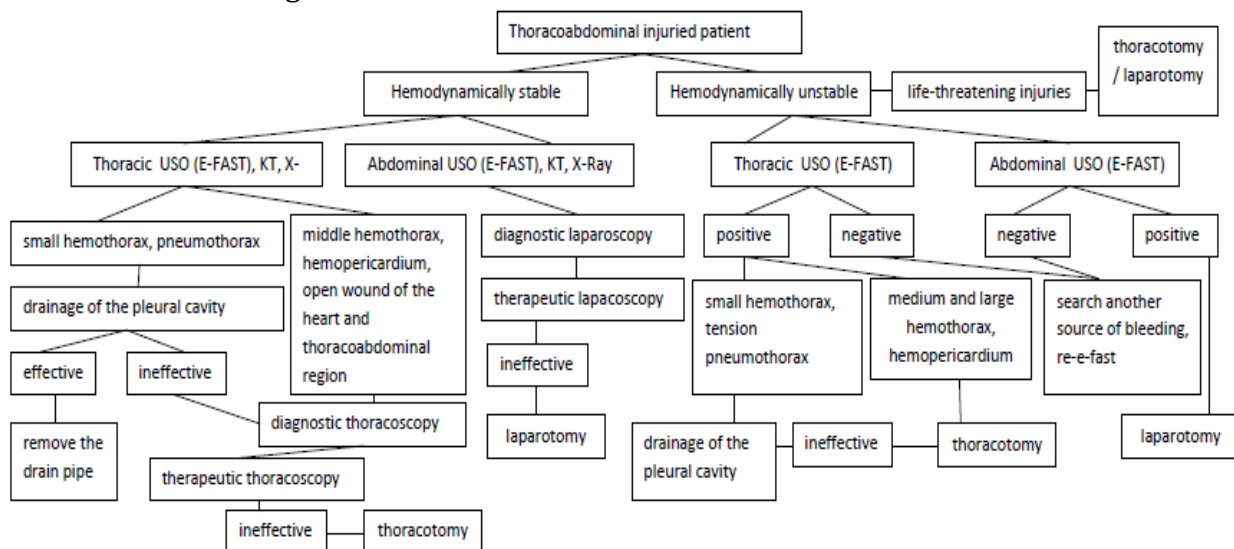 Thoracoabdominal injuried patient
thoracotomy
/ laparotomy
Hemodynamically stable
Hemodynamically unstable
life-threatening injuries
Thoracic USO (E-FAST), KT, X-
Abdominal USO (E-FAST), KT, X-Ray
Thoracic USO (E-FAST)
Abdominal USO (E-FAST)
small hemothorax, pneumothorax
middle hemothorax,
hemopericardium,
open wound of the
heart and
thoracoabdominal
region
diagnostic laparoscopy
positive
negative
negative
positive
drainage of the pleural cavity
therapeutic lapacoscopy
small hemothorax,
tension
pneumothorax
medium and large
hemothorax,
hemopericardium
search another
source of bleeding,
re-e-fast
effective
ineffective
ineffective
diagnostic thoracoscopy
remove the
drain pipe
laparotomy
drainage of the
pleural cavity
ineffective
thoracotomy
laparotomy
therapeutic thoracoscopy
ineffective
thoracotomy